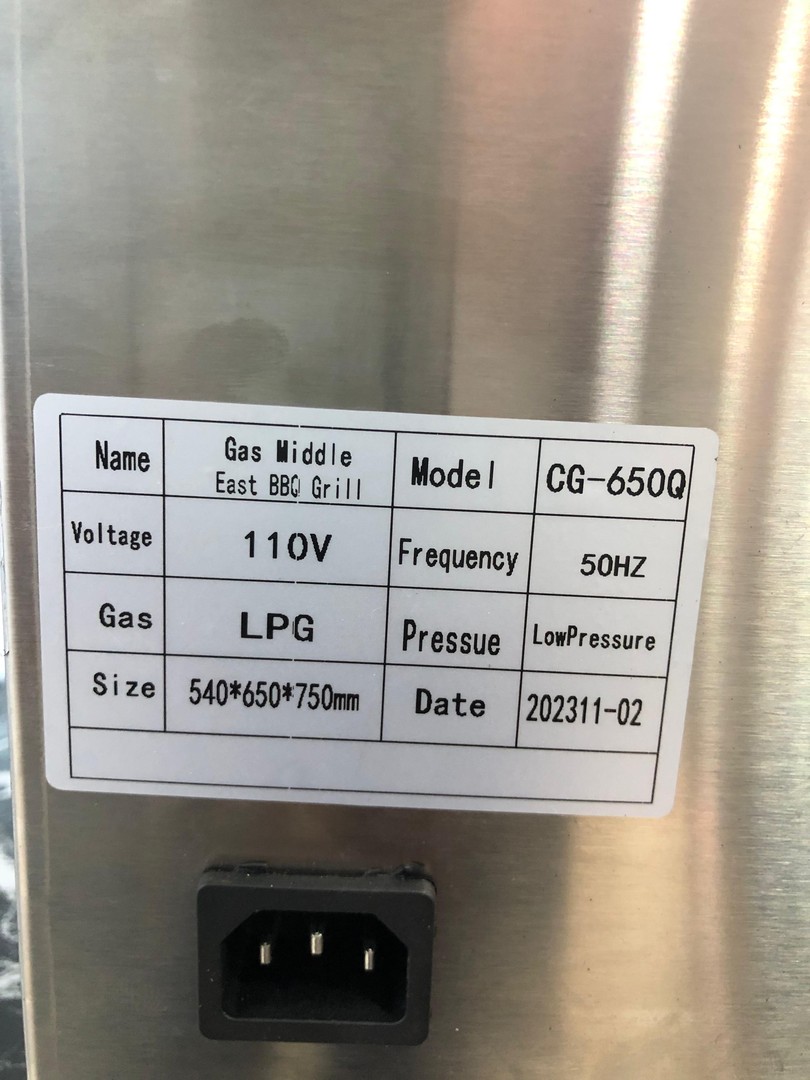 Name Gas Middle East BBQ Grill Model CG-650Q
Voltage 110V Frequency 50HZ
Gas LPG Pressue LowPressure
Size 540*650*750mm Date 202311-02